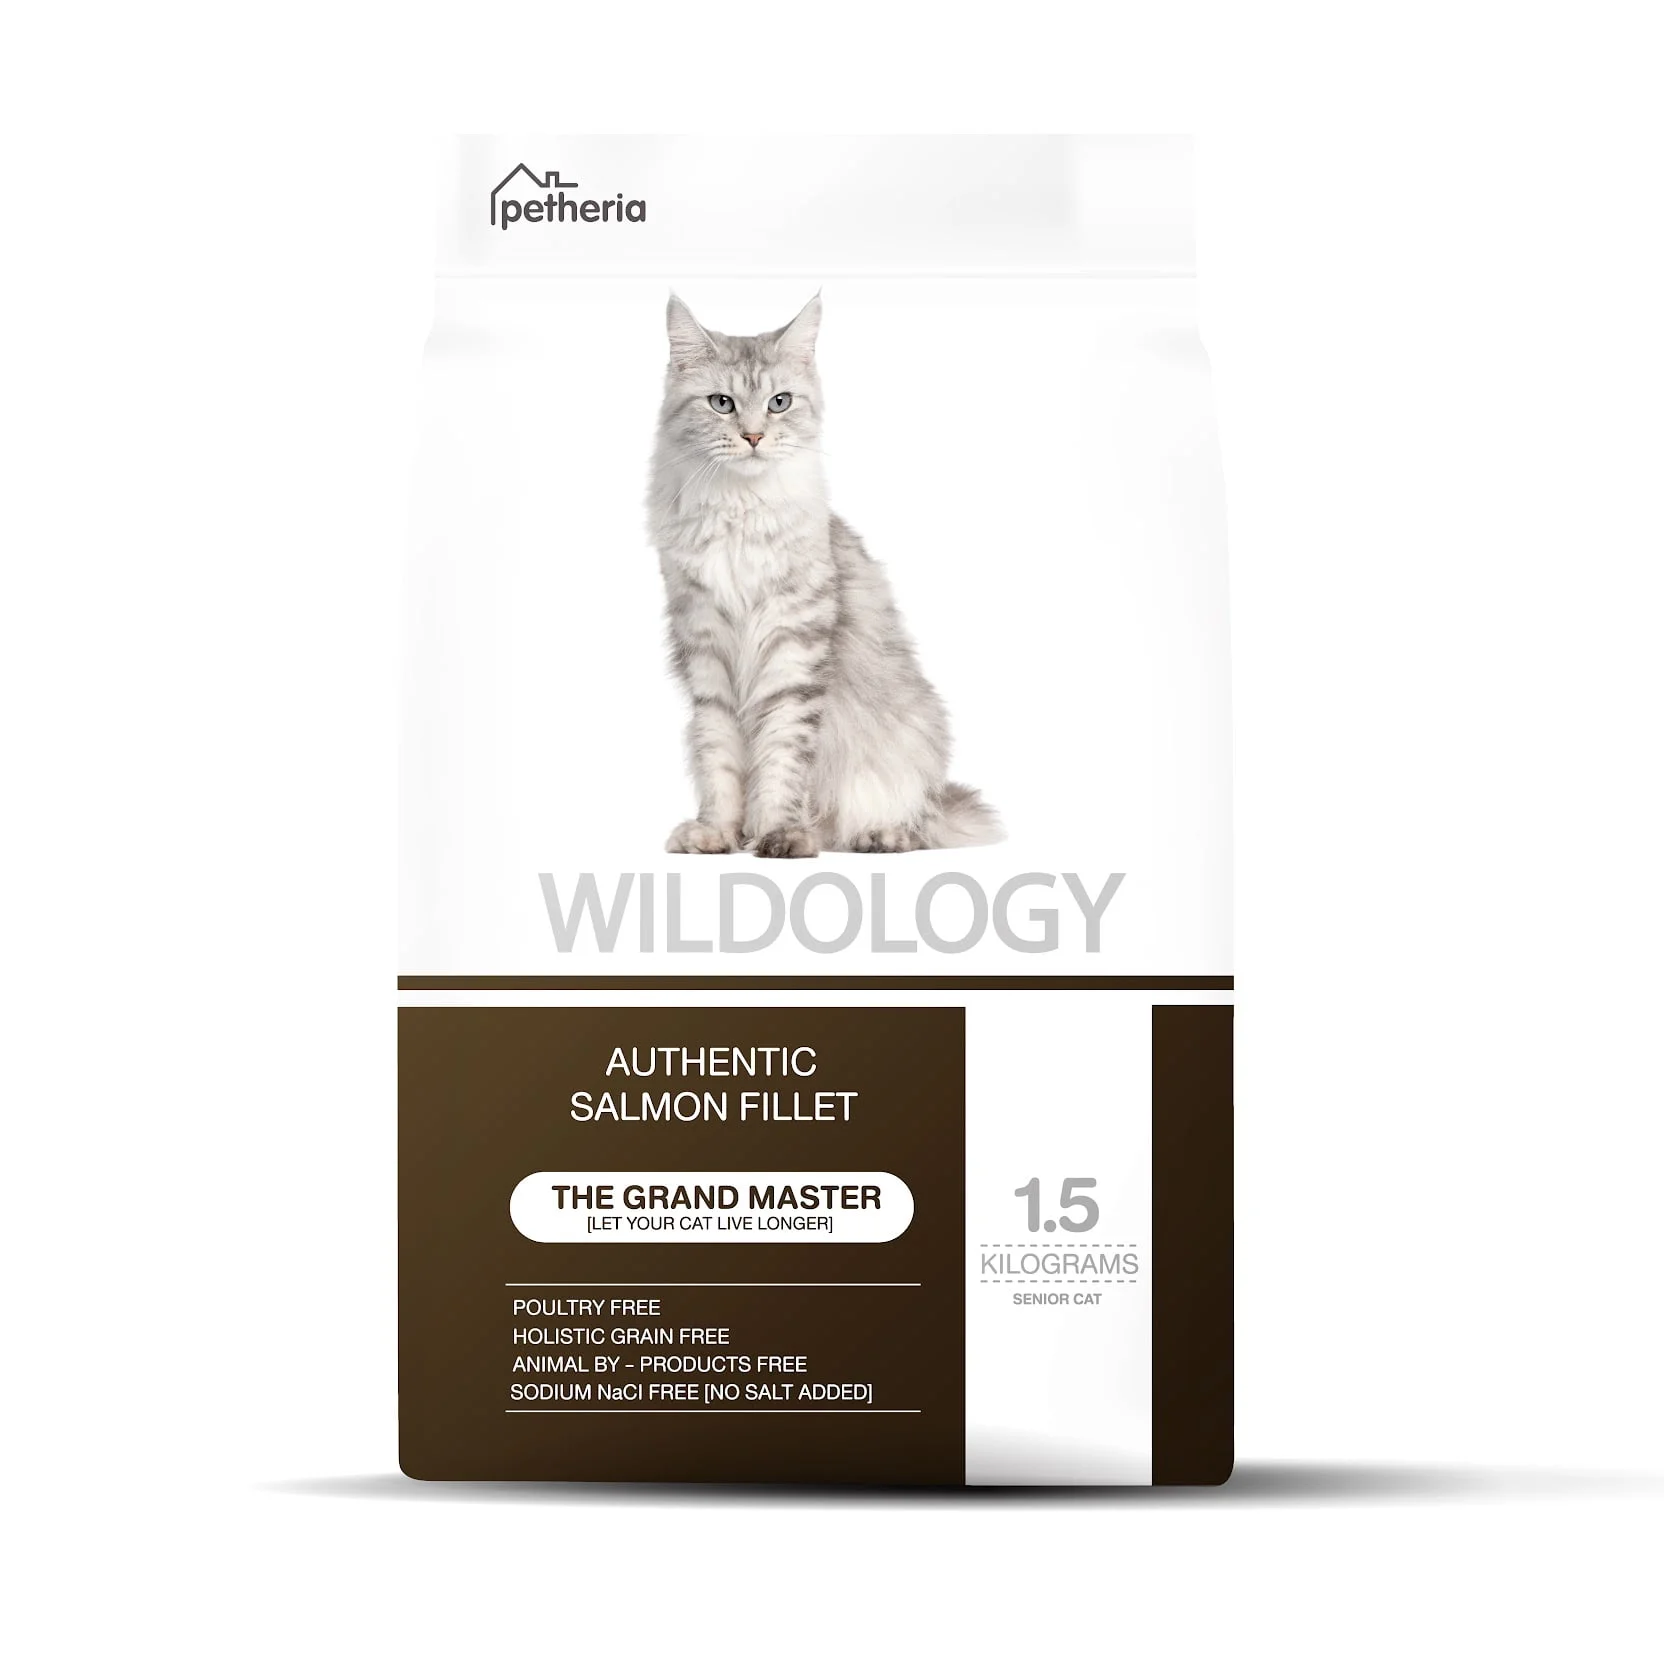 petheria
WILDOLOGY
AUTHENTIC
SALMON FILLET
THE GRAND MASTER
[LET YOUR CAT LIVE LONGER]
POULTRY FREE
HOLISTIC GRAIN FREE
ANIMAL BY - PRODUCTS FREE
SODIUM NaCl FREE [NO SALT ADDED]
1.5
KILOGRAMS
SENIOR CAT